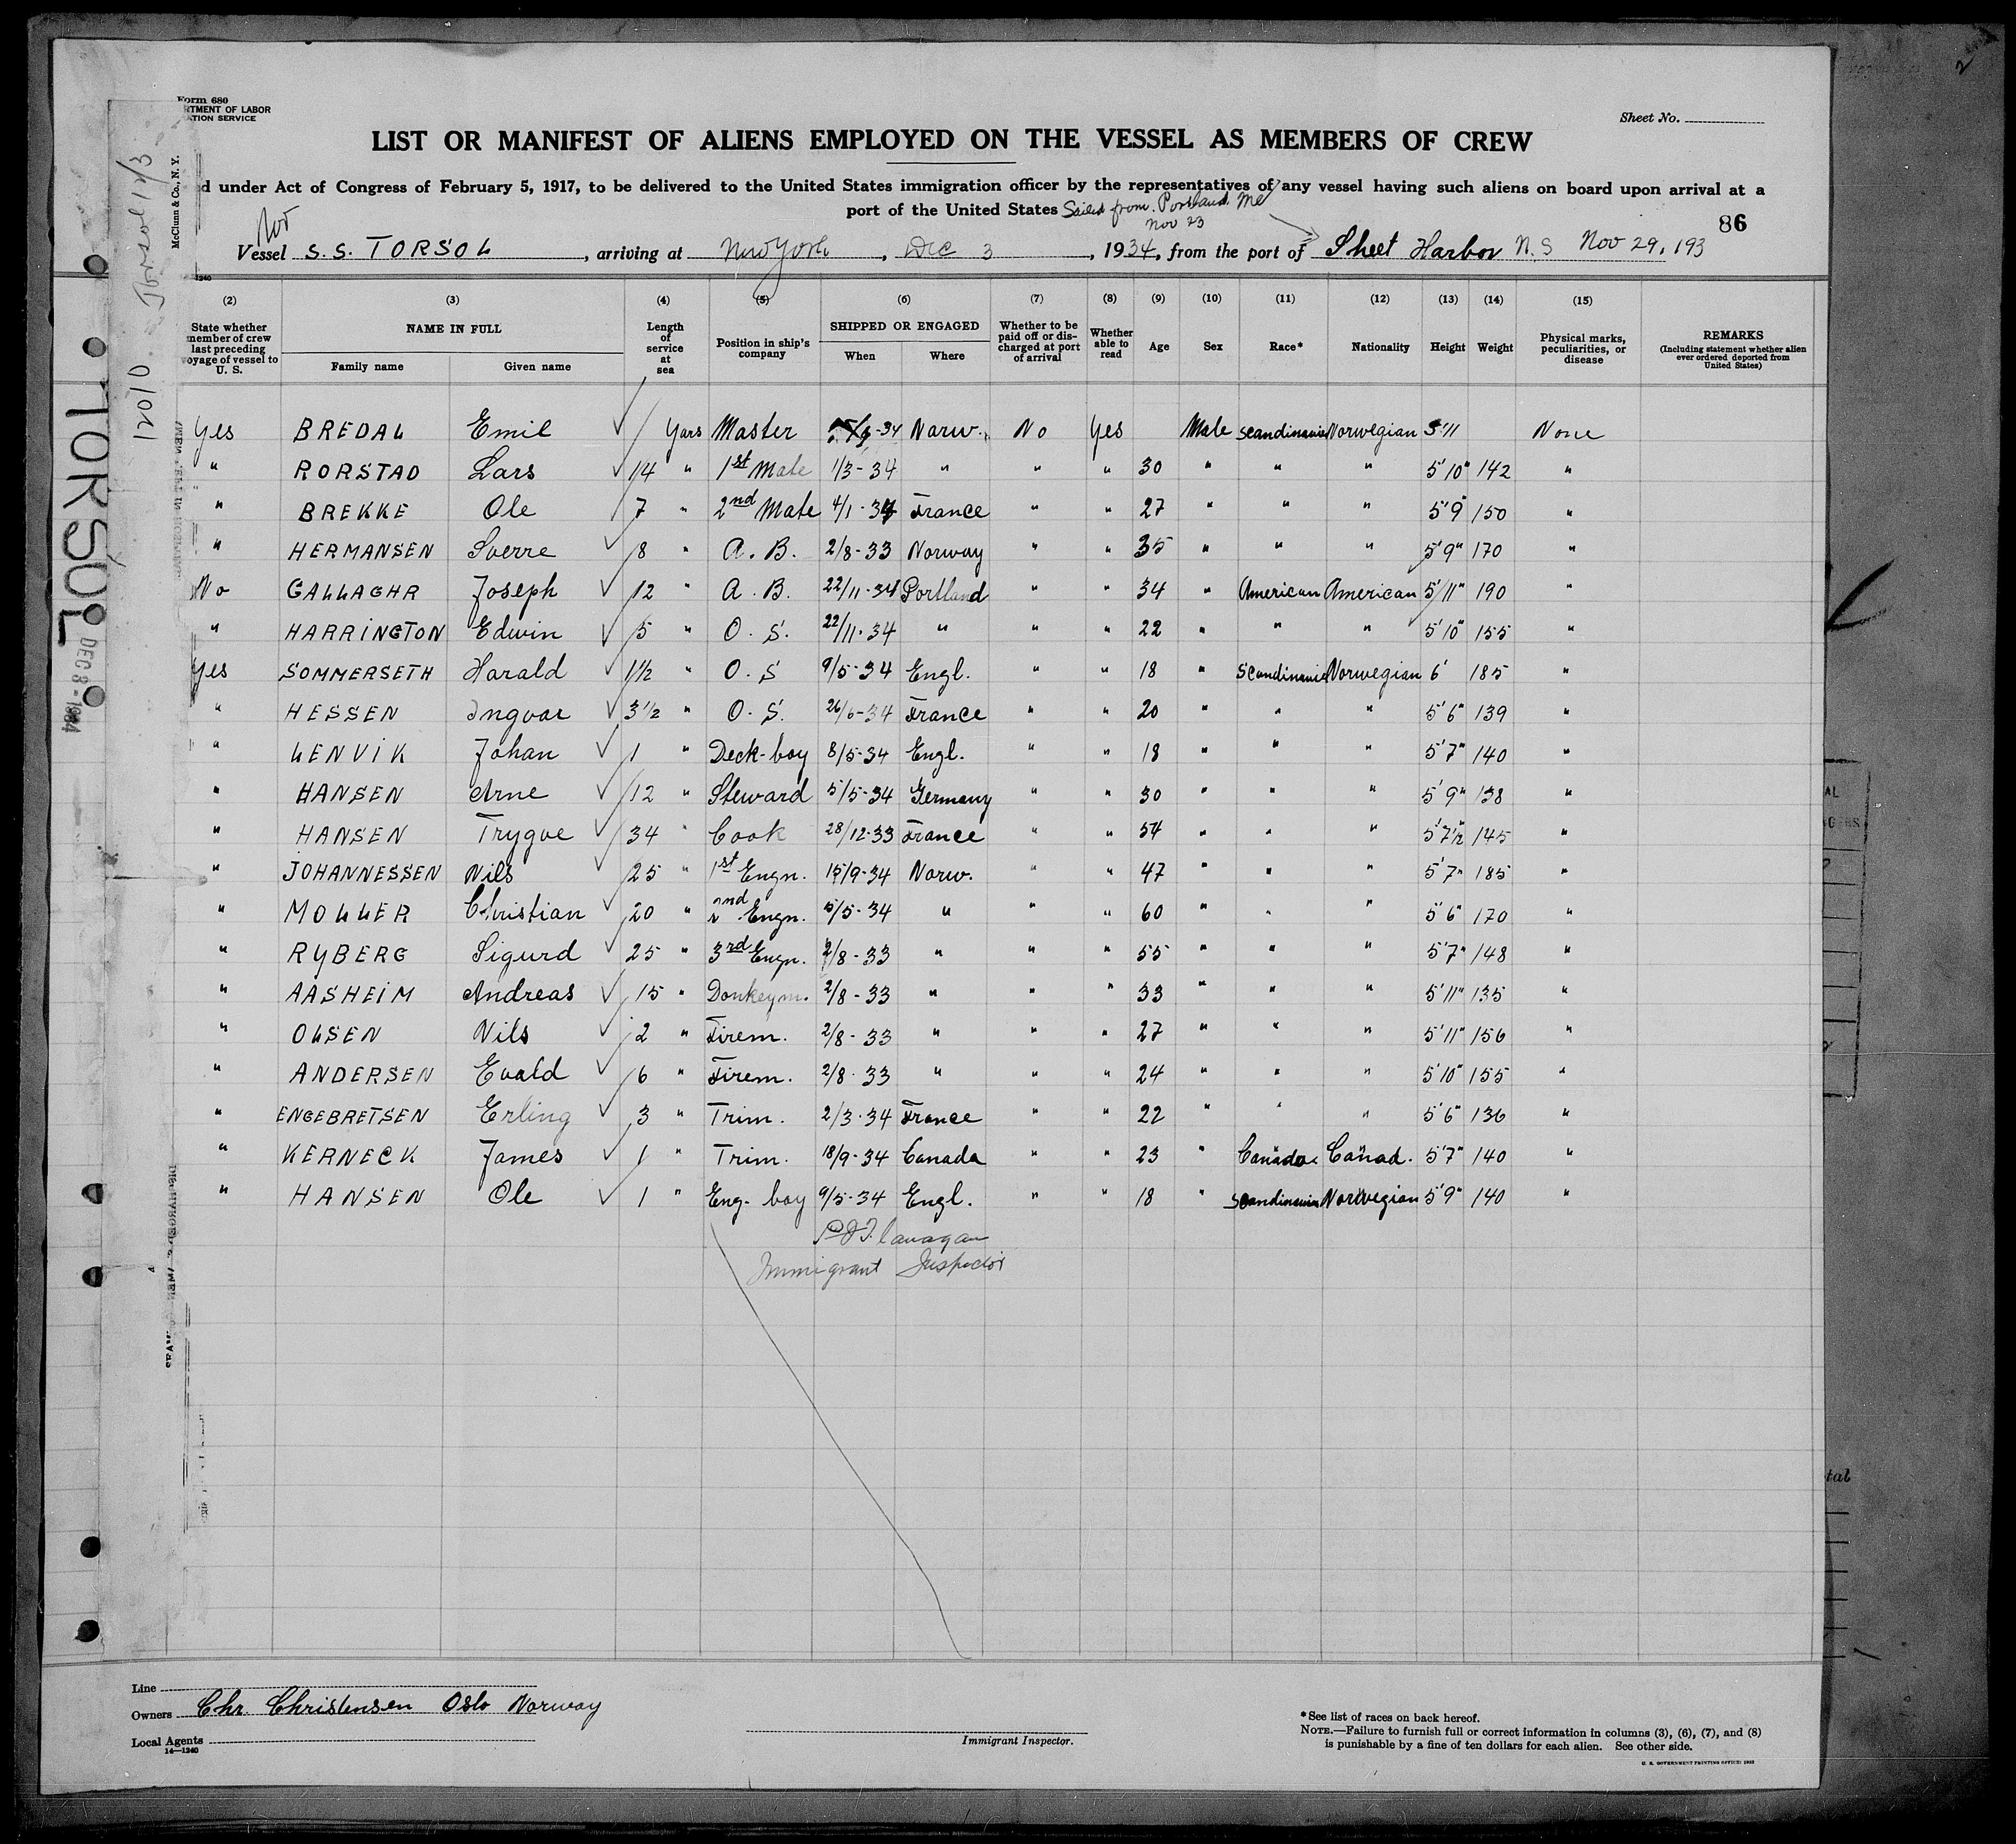 Form 680
RTMENT OF LABOR
ATION SERVICE
Sheet No.
LIST OR MANIFEST OF ALIENS EMPLOYED ON THE VESSEL AS MEMBERS OF CREW
d under Act of Congress of February 5, 1917, to be delivered to the United States immigration officer by the representatives of any vessel having such aliens on board upon arrival at a
port of the United States Sailed from Portland Me
Nov 23
86
Nor
Vessel S.S. TORSOL, arriving at New York, Dec 3, 1934, from the port of Sheet Harbor N.S Nov 29, 193
McClunn & Co., N. Y.
12010 Torsol 12/3
TORSOL
DEC 8 - 1934
(2) (3) (4) (5) (6) (7) (8) (9) (10) (11) (12) (13) (14) (15)
State whether member of crew last preceding voyage of vessel to U. S.
NAME IN FULL
Family name Given name
Length of service at sea
Position in ship's company
SHIPPED OR ENGAGED
When Where
Whether to be paid off or discharged at port of arrival
Whether able to read
Age Sex Race* Nationality Height Weight
Physical marks, peculiarities, or disease
REMARKS
(Including statement whether alien ever ordered deported from United States)
Yes BREDAL Emil Yars Master -34 Norw. No Yes Male Scandinavie Norwegian 5'11 None
" RORSTAD Lars 14 " 1st Mate 1/3-34 " " " 30 " " " 5'10" 142 "
" BREKKE Ole 7 " 2nd Mate 4/1-34 France " " 27 " " " 5'9" 150 "
" HERMANSEN Sverre 8 " A. B. 2/8-33 Norway " " 35 " " " 5'9" 170 "
No GALLAGHR Joseph 12 " A. B. 22/11-34 Portland " " 34 " American American 5'11" 190 "
" HARRINGTON Edwin 5 " O. S. 22/11-34 " " " 22 " " " 5'10" 155 "
Yes SOMMERSETH Harald 1 1/2 " O. S 9/5-34 Engl. " " 18 " Scandinavie Norwegian 6' 185 "
" HESSEN Ingvar 3 1/2 " O. S. 26/6-34 France " " 20 " " " 5'6" 139 "
" LENVIK Johan 1 " Deck-boy 8/5-34 Engl. " 18 " " " 5'7" 140 "
" HANSEN Arne 12 " Steward 5/5-34 Germany " " 30 " " " 5'9" 138 "
" HANSEN Trygve 34 " Cook 28/12-33 France " " 54 " " " 5'7½" 145 "
" JOHANNESSEN Nils 25 " 1st Engn. 15/9-34 Norw. " " 47 " " " 5'7" 185 "
" MOLLER Christian 20 " 2nd Engn. 5/5-34 " " " 60 " " " 5'6" 170 "
" RYBERG Sigurd 25 " 3rd Engn. 2/8-33 " " " 55 " " " 5'7" 148 "
" AASHEIM Andreas 15 " Donkeym. 2/8-33 " " " 33 " " " 5'11" 135 "
" OLSEN Nils 2 " Firem. 2/8-33 " " " 27 " " " 5'11" 156 "
" ANDERSEN Evald 6 " Firem. 2/8-33 " " " 24 " " " 5'10" 155 "
" ENGEBRETSEN Erling 3 " Trim. 2/3-34 France " " 22 " " " 5'6" 136 "
" KERNECK James 1 " Trim. 18/9-34 Canada " " 23 " Canada Canad. 5'7" 140 "
" HANSEN Ole 1 " Eng- boy 9/5-34 Engl. " " 18 " Scandinavie Norwegian 5'9" 140 "
Flanagan
Immigrant Inspector
Line
Owners Chr. Christensen Oslo Norway
Local Agents
14—1240
Immigrant Inspector.
* See list of races on back hereof.
NOTE.—Failure to furnish full or correct information in columns (3), (6), (7), and (8)
is punishable by a fine of ten dollars for each alien. See other side.
tal